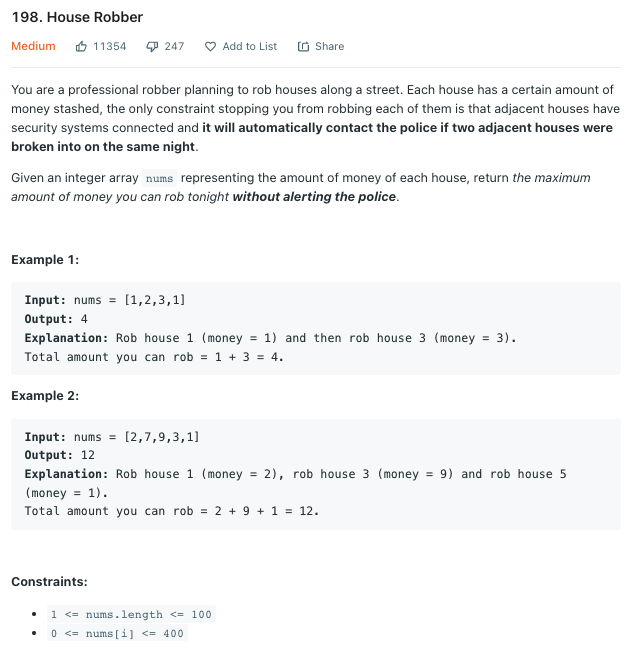 198. House Robber
Medium 11354 247 Add to List Share
You are a professional robber planning to rob houses along a street. Each house has a certain amount of
money stashed, the only constraint stopping you from robbing each of them is that adjacent houses have
security systems connected and it will automatically contact the police if two adjacent houses were
broken into on the same night.
Given an integer array nums representing the amount of money of each house, return the maximum
amount of money you can rob tonight without alerting the police.
Example 1:
Input: nums = [1,2,3,1]
Output: 4
Explanation: Rob house 1 (money = 1) and then rob house 3 (money = 3).
Total amount you can rob = 1 + 3 = 4.
Example 2:
Input: nums = [2,7,9,3,1]
Output: 12
Explanation: Rob house 1 (money = 2), rob house 3 (money = 9) and rob house 5
(money = 1).
Total amount you can rob = 2 + 9 + 1 = 12.
Constraints:
• 1 <= nums.length <= 100
• 0 <= nums[i] <= 400